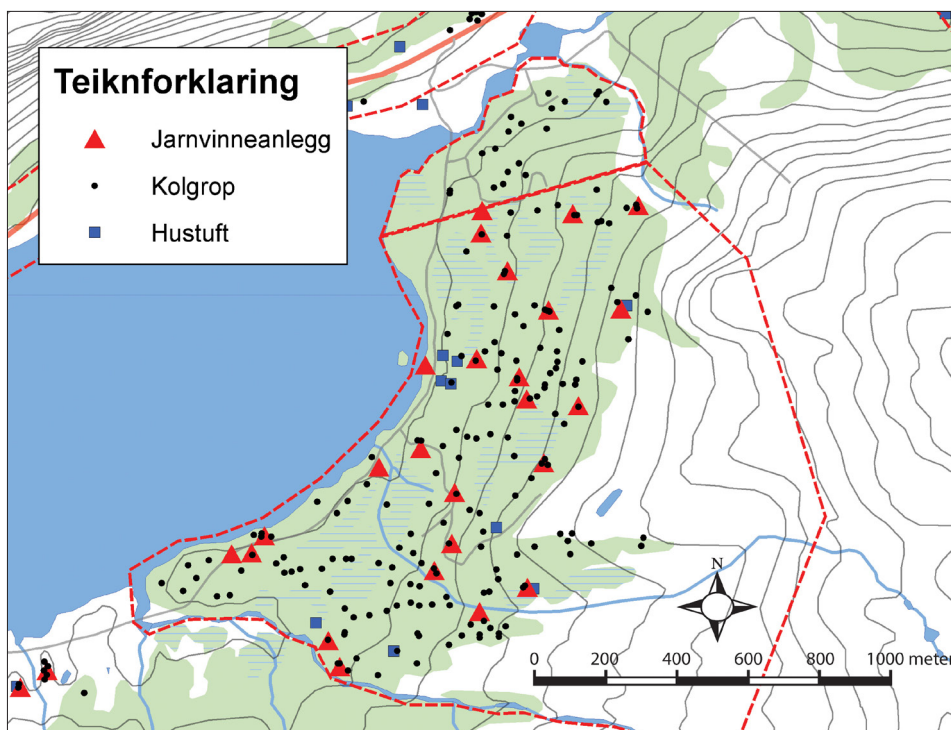 Teiknforklaring
Jarnvinneanlegg
Kolgrop
Hustuft
N
0 200 400 600 800 1000 meter